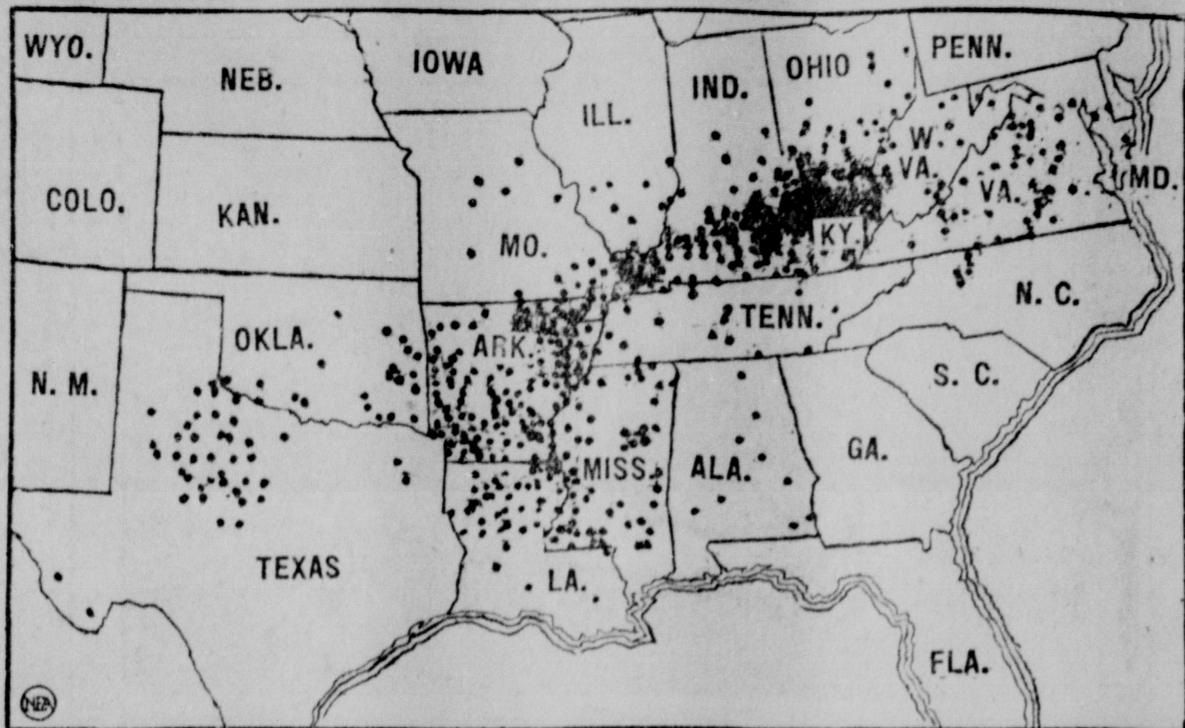 WYO.
NEB.
IOWA
ILL.
IND.
OHIO
PENN.
COLO.
KAN.
MO.
KY.
W.
VA.
VA.
MD.
N. M.
OKLA.
ARK.
TENN.
N. C.
S. C.
TEXAS
LA.
MISS.
ALA.
GA.
FLA.
NEA